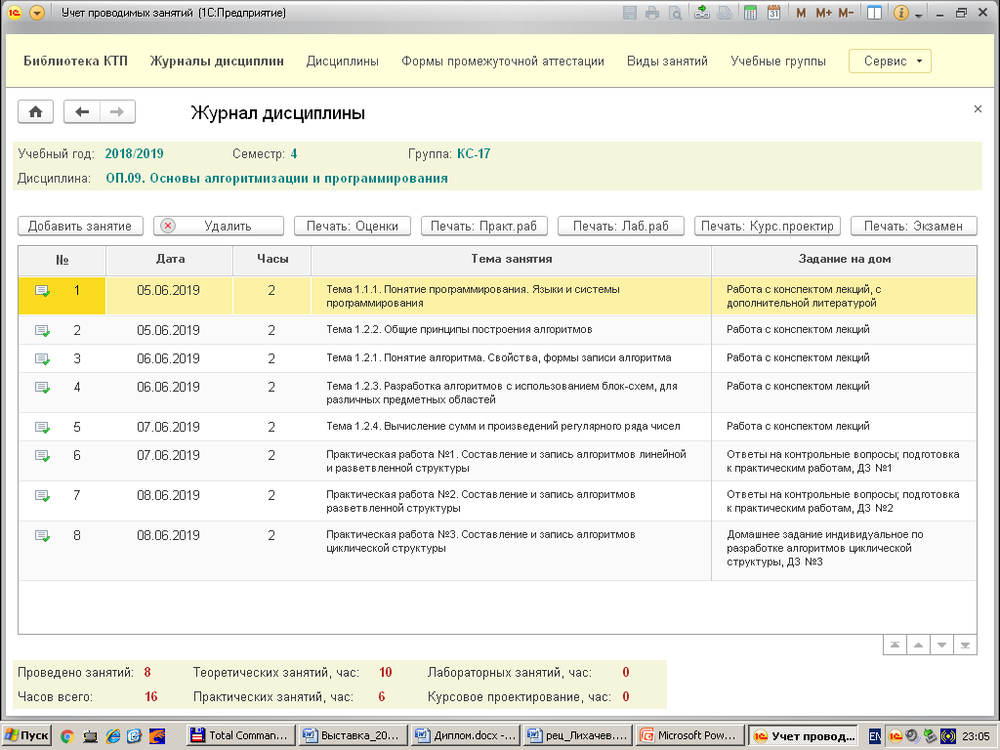 Учет проводимых занятий (1С:Предприятие)
M M+ M-
Библиотека КТП Журналы дисциплин Дисциплины Формы промежуточной аттестации Виды занятий Учебные группы Сервис
Журнал дисциплины
Учебный год: 2018/2019 Семестр: 4 Группа: КС-17
Дисциплина: ОП.09. Основы алгоритмизации и программирования
Добавить занятие Удалить Печать: Оценки Печать: Практ.раб Печать: Лаб.раб Печать: Курс.проектир Печать: Экзамен
№ Дата Часы Тема занятия Задание на дом
1 05.06.2019 2 Тема 1.1.1. Понятие программирования. Языки и системы Работа с конспектом лекций, с
программирования дополнительной литературой
2 05.06.2019 2 Тема 1.2.2. Общие принципы построения алгоритмов Работа с конспектом лекций
3 06.06.2019 2 Тема 1.2.1. Понятие алгоритма. Свойства, формы записи алгоритма Работа с конспектом лекций
4 06.06.2019 2 Тема 1.2.3. Разработка алгоритмов с использованием блок-схем, для Работа с конспектом лекций
различных предметных областей
5 07.06.2019 2 Тема 1.2.4. Вычисление сумм и произведений регулярного ряда чисел Работа с конспектом лекций
6 07.06.2019 2 Практическая работа №1. Составление и запись алгоритмов линейной Ответы на контрольные вопросы; подготовка
и разветвленной структуры к практическим работам, ДЗ №1
7 08.06.2019 2 Практическая работа №2. Составление и запись алгоритмов Ответы на контрольные вопросы; подготовка
разветвленной структуры к практическим работам, ДЗ №2
8 08.06.2019 2 Практическая работа №3. Составление и запись алгоритмов Домашнее задание индивидуальное по
циклической структуры разработке алгоритмов циклической
структуры, ДЗ №3
Проведено занятий: 8 Теоретических занятий, час: 10 Лабораторных занятий, час: 0
Часов всего: 16 Практических занятий, час: 6 Курсовое проектирование, час: 0
Пуск Total Comman... Выставка_20... Диплом.docx -... рец_Лихачев.... Microsoft Pow... Учет провод... EN 23:05